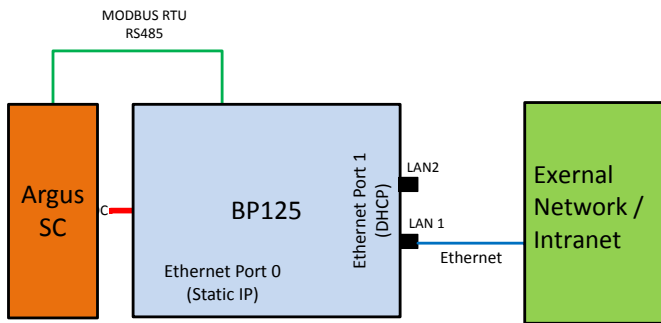 MODBUS RTU
RS485
Argus
SC
C
BP125
Ethernet Port 0
(Static IP)
Ethernet Port 1
(DHCP)
LAN2
LAN 1
Ethernet
Exernal
Network /
Intranet